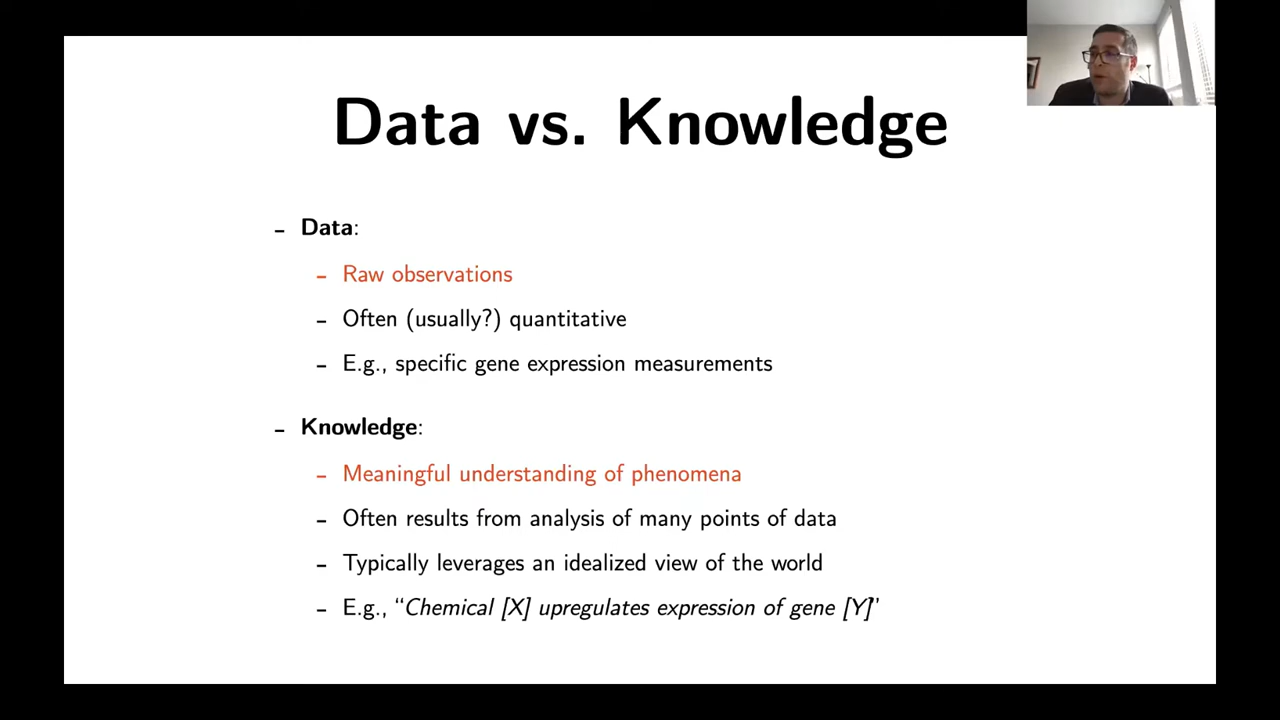 Data vs. Knowledge
- Data:
- Raw observations
- Often (usually?) quantitative
- E.g., specific gene expression measurements
- Knowledge:
- Meaningful understanding of phenomena
- Often results from analysis of many points of data
- Typically leverages an idealized view of the world
- E.g., “Chemical [X] upregulates expression of gene [Y]”